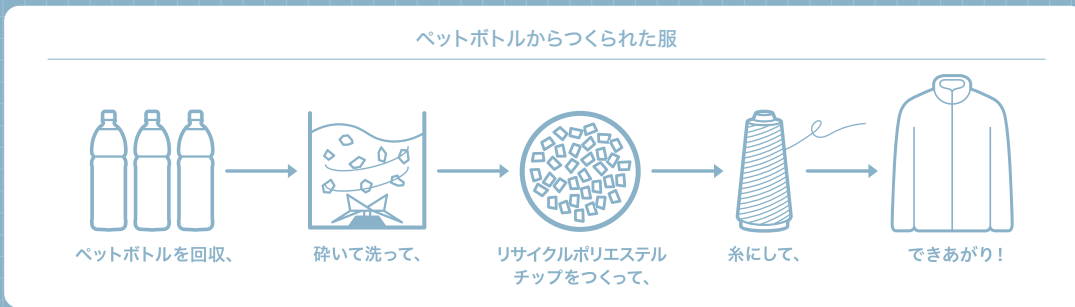 ペットボトルからつくられた服
ペットボトルを回収、
砕いて洗って、
リサイクルポリエステル
チップをつくって、
糸にして、
できあがり！